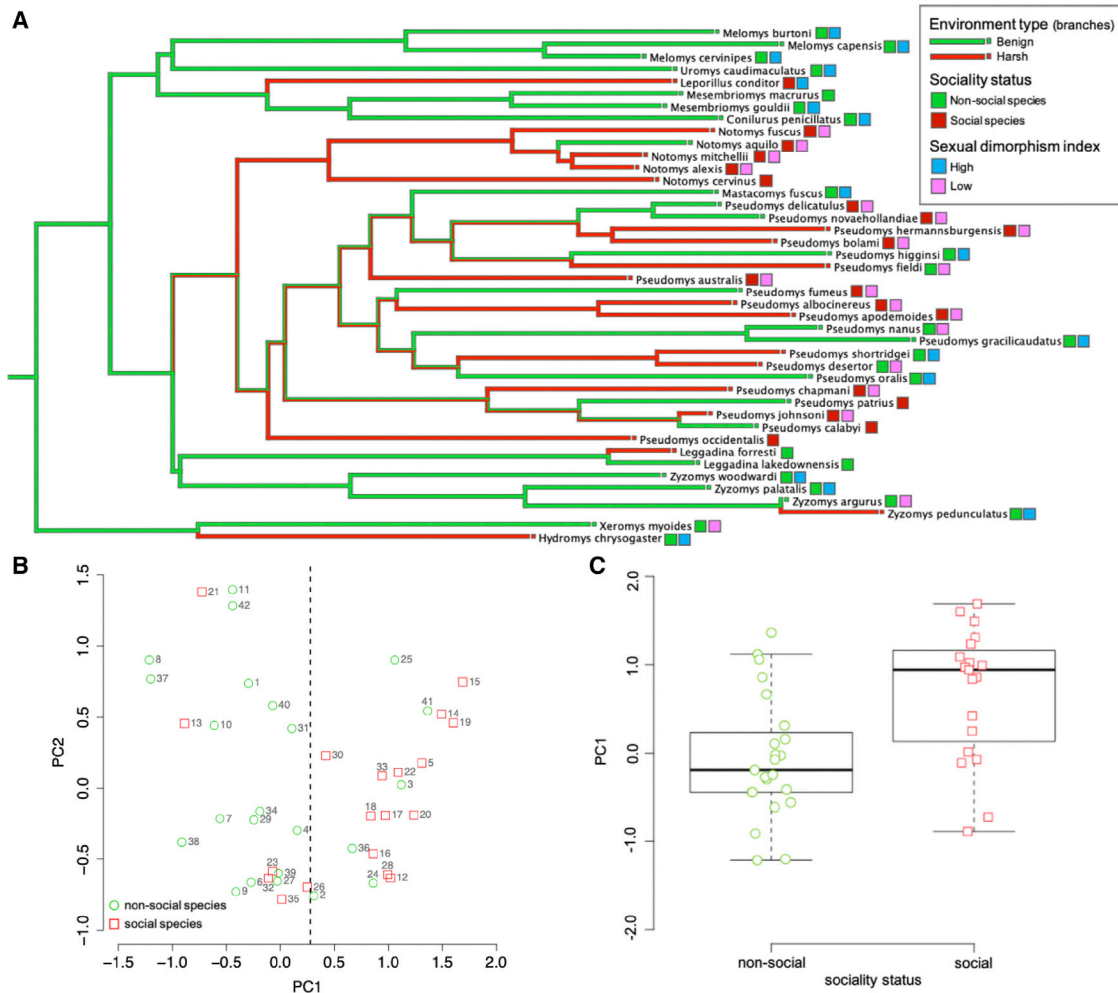 A
Melomys burtoni
Melomys capensis
Melomys cervinipes
Uromys caudimaculatus
Leporillus conditor
Mesembriomys macrurus
Mesembriomys gouldii
Conilurus penicillatus
Notomys fuscus
Notomys aquilo
Notomys mitchellii
Notomys alexis
Notomys cervinus
Mastacomys fuscus
Pseudomys delicatulus
Pseudomys novaehollandiae
Pseudomys hermannsburgensis
Pseudomys bolami
Pseudomys higginsi
Pseudomys fieldi
Pseudomys australis
Pseudomys fumeus
Pseudomys albocinereus
Pseudomys apodemoides
Pseudomys nanus
Pseudomys gracilicaudatus
Pseudomys shortridgei
Pseudomys desertor
Pseudomys oralis
Pseudomys chapmani
Pseudomys patrius
Pseudomys johnsoni
Pseudomys calabyi
Pseudomys occidentalis
Leggadina forresti
Leggadina lakedownensis
Zyzomys woodwardi
Zyzomys palatalis
Zyzomys argurus
Zyzomys pedunculatus
Xeromys myoides
Hydromys chrysogaster
Environment type (branches)
Benign
Harsh
Sociality status
Non-social species
Social species
Sexual dimorphism index
High
Low
B
PC2
1.5
1.0
0.5
0.0
-0.5
-1.0
21
11
42
8
37
1
25
15
40
41
14
13
10
31
19
30
5
33
22
3
34
18
17
20
7
29
4
38
36
16
23
39
28
6
27
24
12
32
26
9
35
2
non-social species
social species
-1.5
-1.0
-0.5
0.0
0.5
1.0
1.5
2.0
PC1
C
PC1
2.0
1.0
0.0
-1.0
-2.0
non-social
social
sociality status